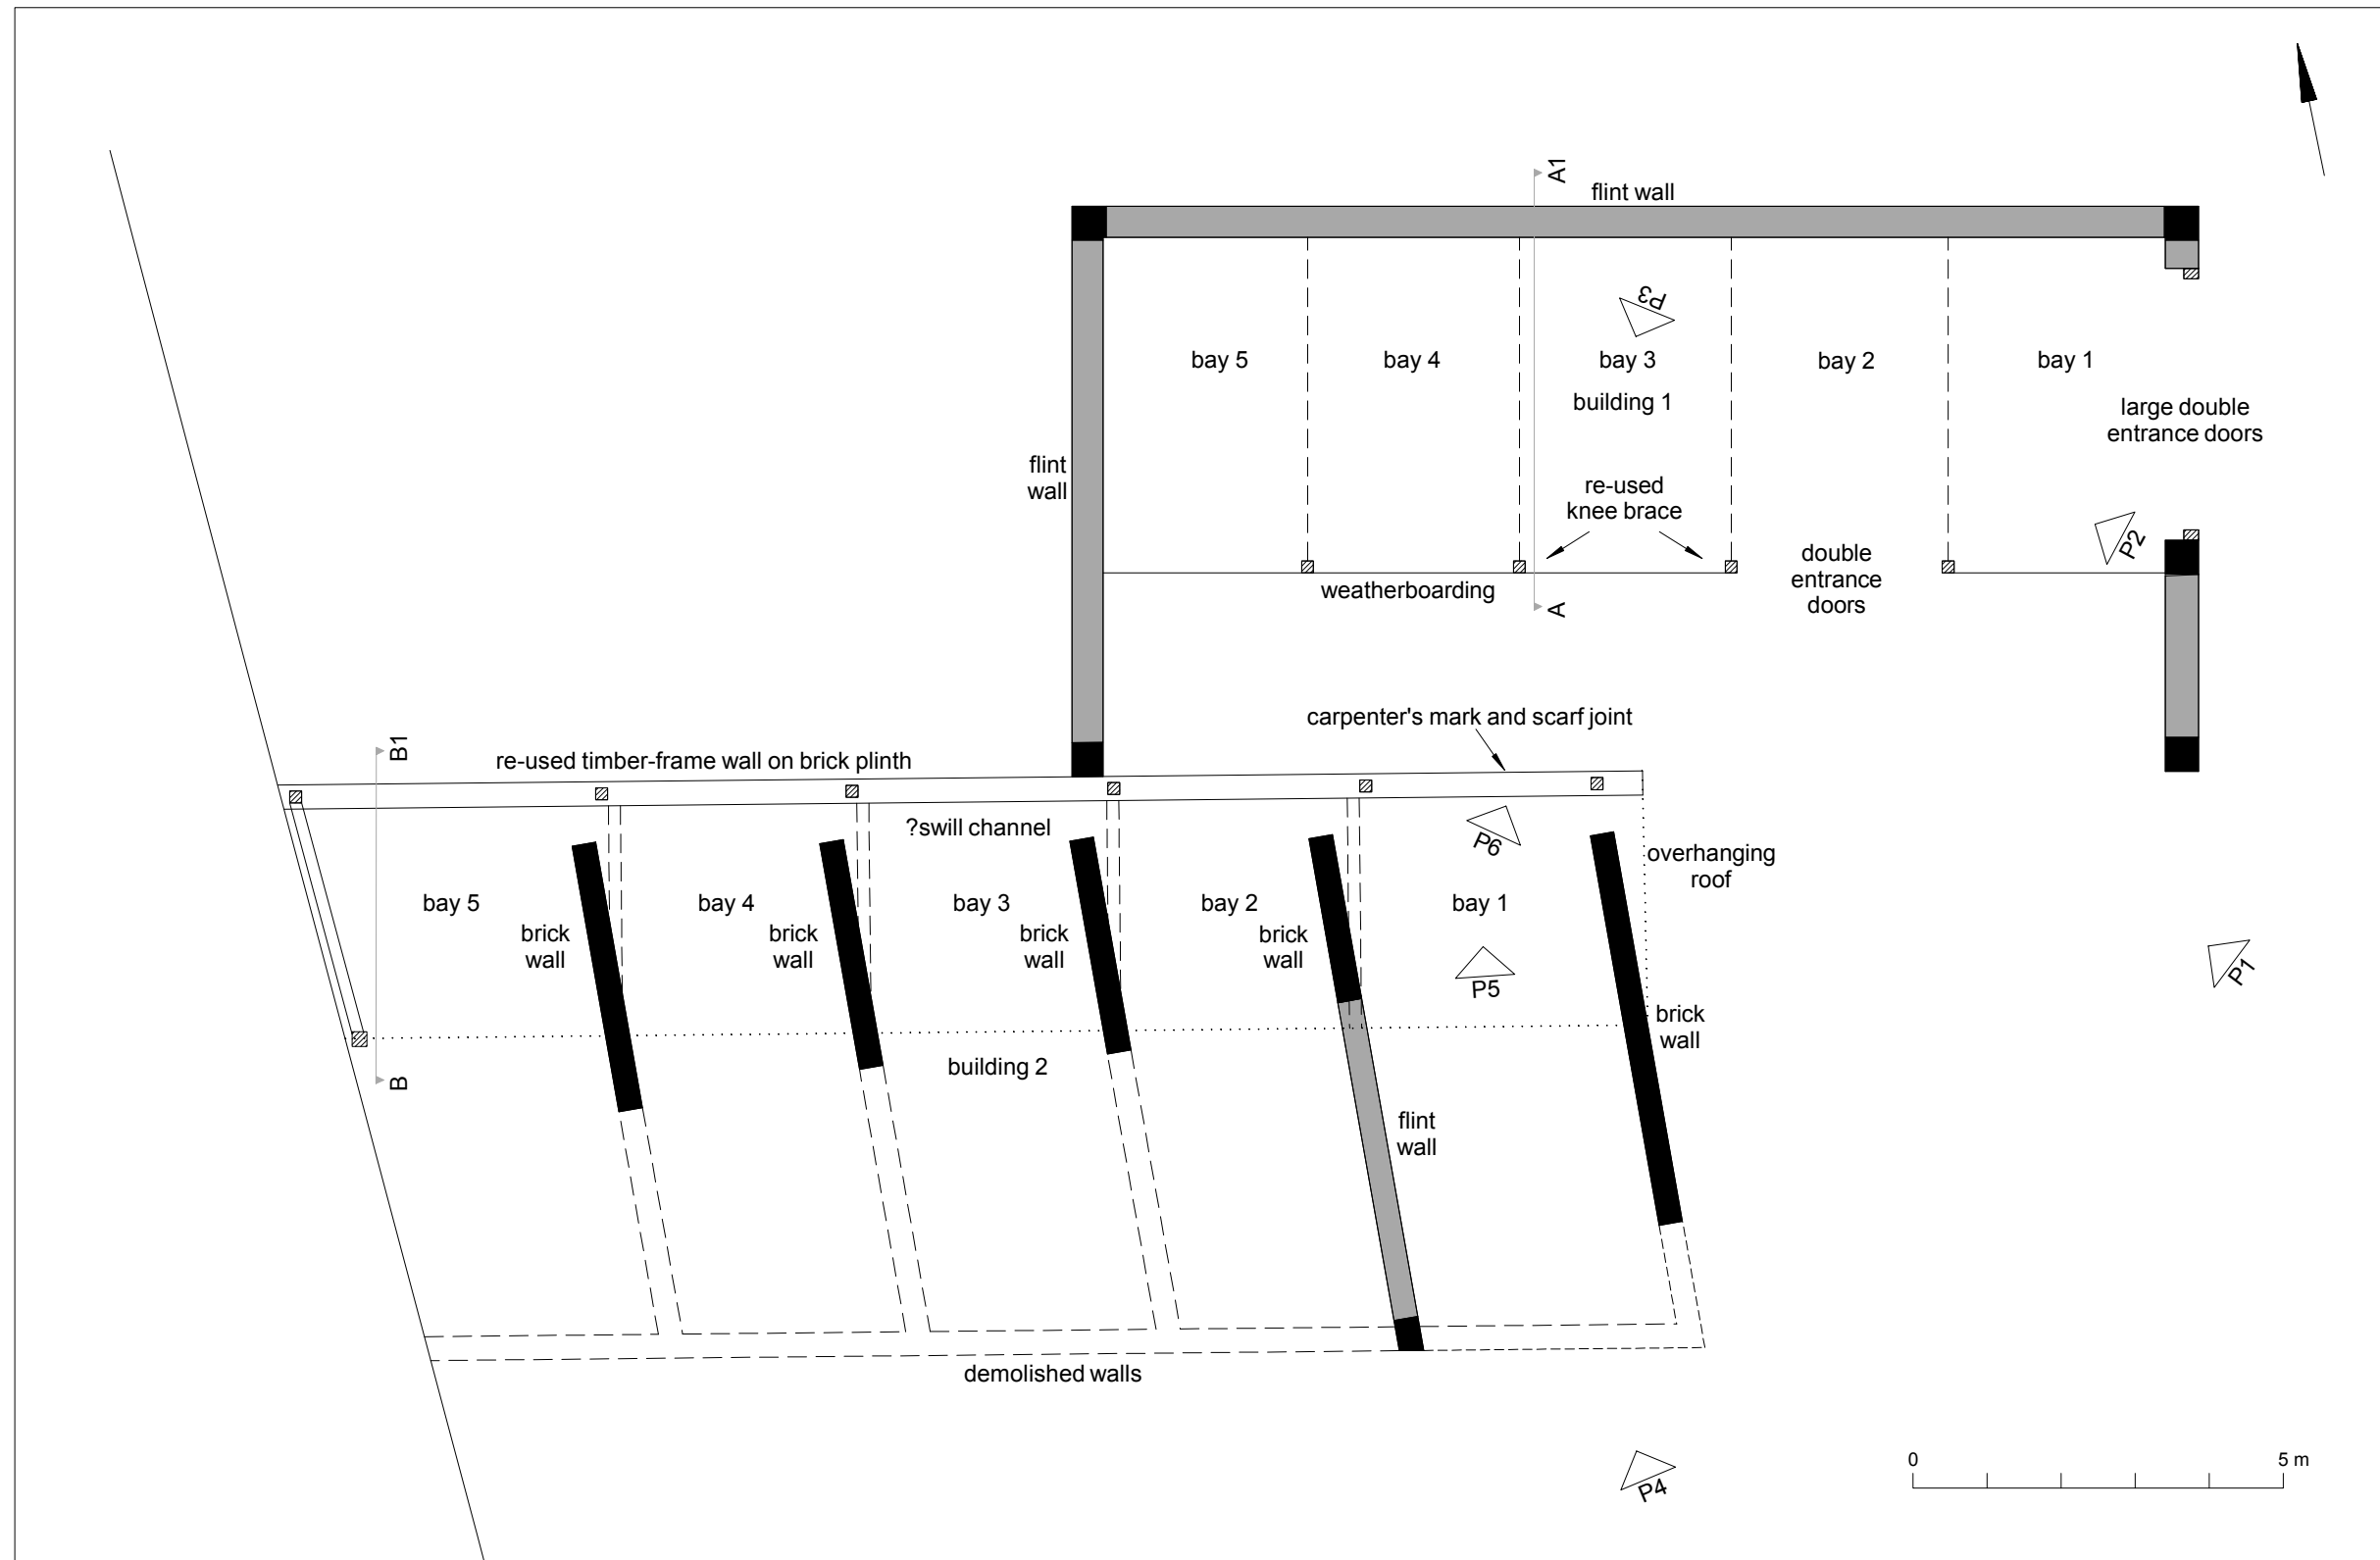 A1
flint wall
P3
bay 5
bay 4
bay 3
bay 2
bay 1
building 1
large double
entrance doors
flint
wall
re-used
knee brace
P2
double
entrance
doors
weatherboarding
A
carpenter's mark and scarf joint
B1
re-used timber-frame wall on brick plinth
?swill channel
P6
overhanging
roof
bay 5
bay 4
bay 3
bay 2
bay 1
brick
wall
brick
wall
brick
wall
brick
wall
P5
P1
brick
wall
B
building 2
flint
wall
demolished walls
P4
0
5 m